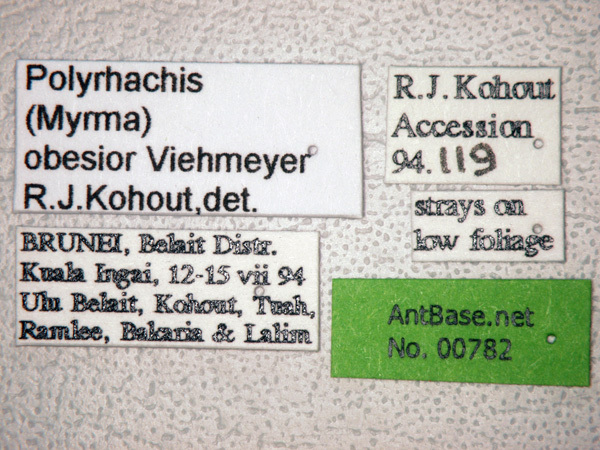 Polyrhachis
(Myrma)
obesior Viehmeyer
R.J.Kohout,det.
R.J.Kohout
Accession
94.119
strays on
low foliage
BRUNEI, Belait Distr.
Kuala Ingai, 12-15 vii 94
Ulu Belait, Kohout, Tuah,
Ramlee, Bakaria & Lalim
AntBase.net
No. 00782